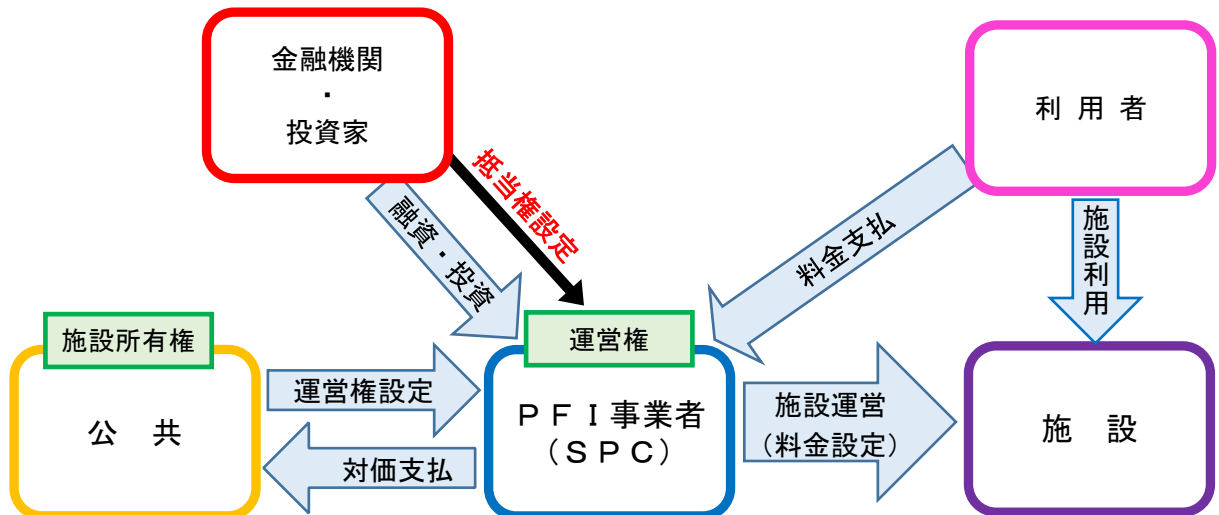 金融機関
・
投資家
利 用 者
抵当権設定
融資・投資
料金支払
施設利用
施設所有権
運営権
公　共
運営権設定
対価支払
ＰＦＩ事業者
（ＳＰＣ）
施設運営
（料金設定）
施　設